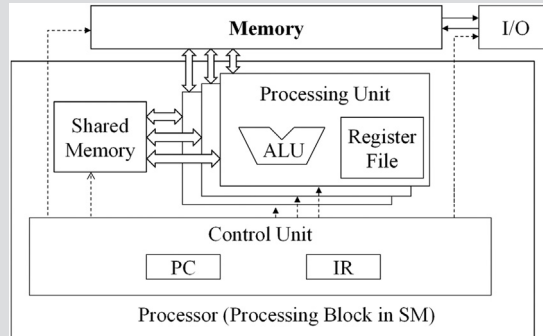 Memory
I/O
Processing Unit
Shared
Memory
ALU
Register
File
Control Unit
PC
IR
Processor (Processing Block in SM)